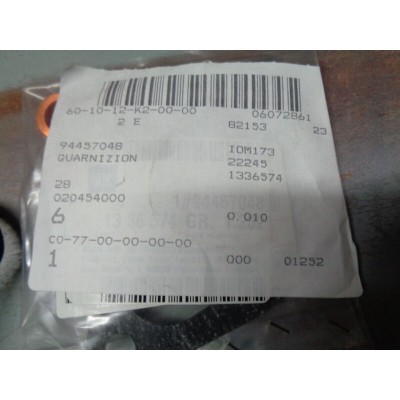 60-10-12-K2-00-00 06072861
2 E 82153 23
94457048 IOM173
GUARNIZION 22245
1336574
28
020454000
6 0.010
CO-77-00-00-00-00
1 000 01252